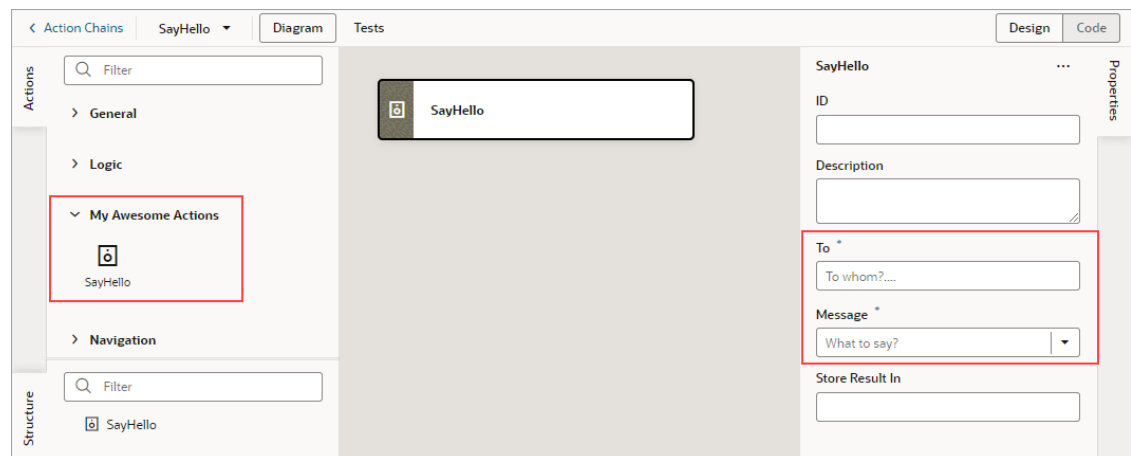 Action Chains
SayHello
Diagram
Tests
Design
Code
Actions
Filter
General
Logic
My Awesome Actions
SayHello
Navigation
Structure
Filter
SayHello
SayHello
SayHello
...
Properties
ID
Description
To *
To whom?....
Message *
What to say?
Store Result In